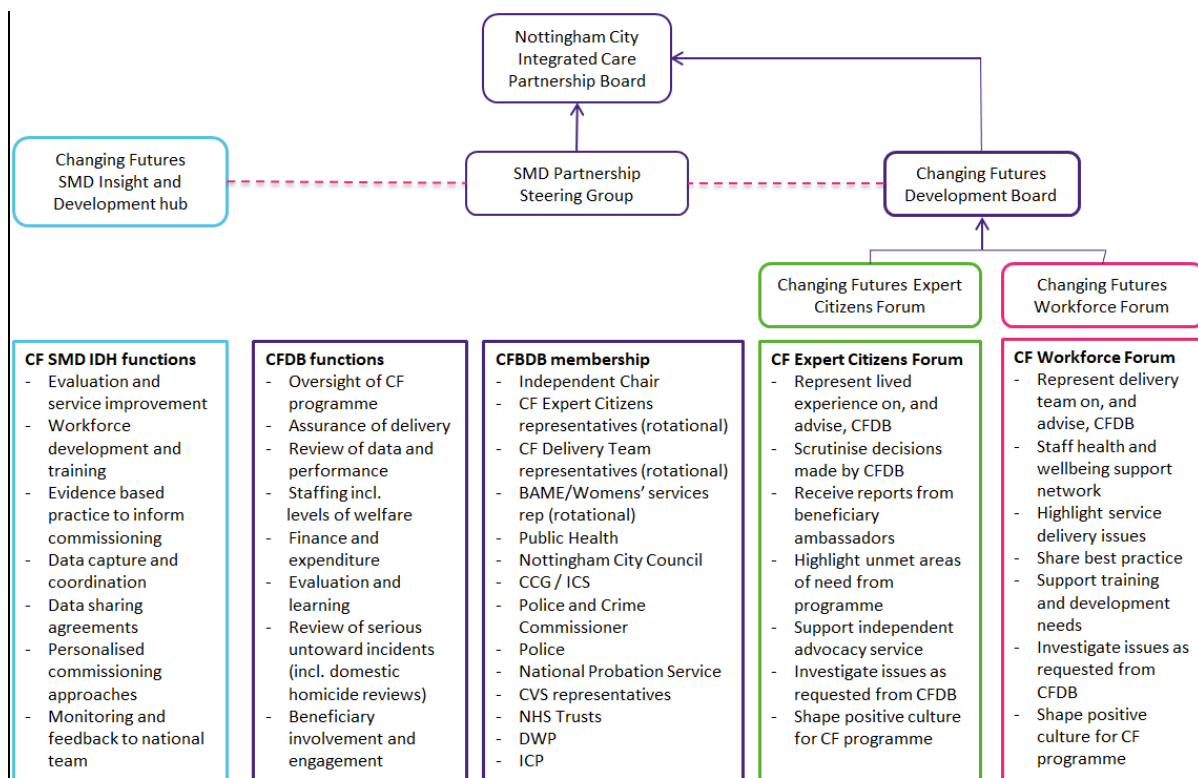 Nottingham City
Integrated Care
Partnership Board
Changing Futures
SMD Insight and
Development hub
SMD Partnership
Steering Group
Changing Futures
Development Board
Changing Futures Expert
Citizens Forum
Changing Futures
Workforce Forum
CF SMD IDH functions
- Evaluation and
service improvement
- Workforce
development and
training
- Evidence based
practice to inform
commissioning
- Data capture and
coordination
- Data sharing
agreements
- Personalised
commissioning
approaches
- Monitoring and
feedback to national
team
CFDB functions
- Oversight of CF
programme
- Assurance of delivery
- Review of data and
performance
- Staffing incl.
levels of welfare
- Finance and
expenditure
- Evaluation and
learning
- Review of serious
untoward incidents
(incl. domestic
homicide reviews)
- Beneficiary
involvement and
engagement
CFBDB membership
- Independent Chair
- CF Expert Citizens
representatives (rotational)
- CF Delivery Team
representatives (rotational)
- BAME/Womens’ services
rep (rotational)
- Public Health
- Nottingham City Council
- CCG / ICS
- Police and Crime
Commissioner
- Police
- National Probation Service
- CVS representatives
- NHS Trusts
- DWP
- ICP
CF Expert Citizens Forum
- Represent lived
experience on, and
advise, CFDB
- Scrutinise decisions
made by CFDB
- Receive reports from
beneficiary
ambassadors
- Highlight unmet areas
of need from
programme
- Support independent
advocacy service
- Investigate issues as
requested from CFDB
- Shape positive culture
for CF programme
CF Workforce Forum
- Represent delivery
team on, and
advise, CFDB
- Staff health and
wellbeing support
network
- Highlight service
delivery issues
- Share best practice
- Support training
and development
needs
- Investigate issues as
requested from
CFDB
- Shape positive
culture for CF
programme